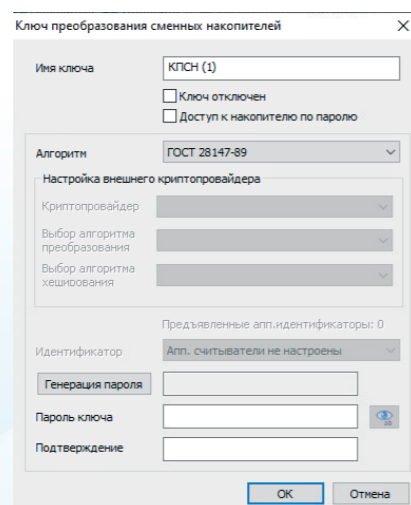 Ключ преобразования сменных накопителей
Имя ключа КПСН (1)
Ключ отключен
Доступ к накопителю по паролю
Алгоритм ГОСТ 28147-89
Настройка внешнего криптопровайдера
Криптопровайдер
Выбор алгоритма
преобразования
Выбор алгоритма
хеширования
Предъявленные апп.идентификаторы: 0
Идентификатор Апп. считыватели не настроены
Генерация пароля
Пароль ключа
Подтверждение
ОК Отмена